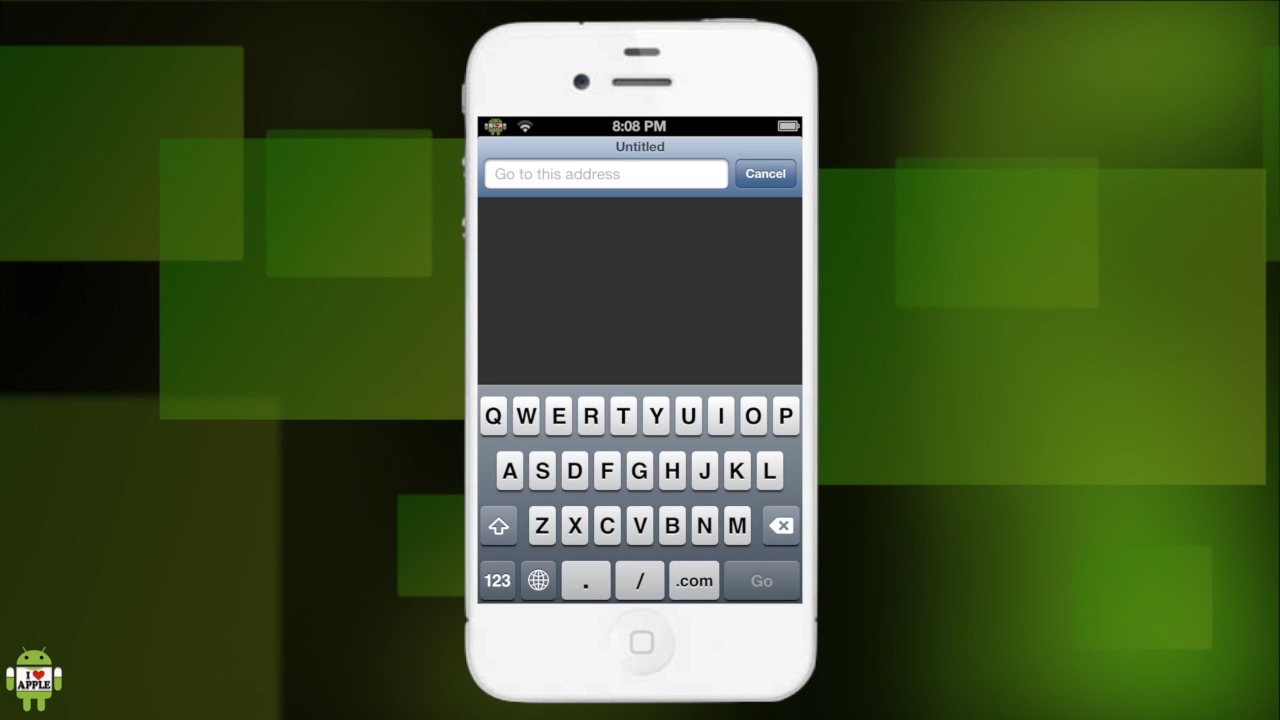 8:08 PM
Untitled
Go to this address
Cancel
Q W E R T Y U I O P
A S D F G H J K L
Z X C V B N M
123 . / .com Go
I ❤ APPLE